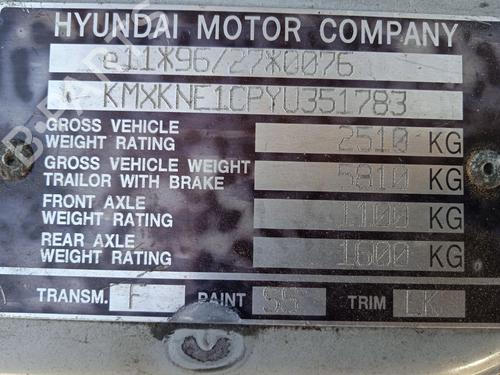 HYUNDAI MOTOR COMPANY
e11*96/27*0076
KMXKNE1CPYU351783
GROSS VEHICLE WEIGHT RATING 2510 KG
GROSS VEHICLE WEIGHT TRAILOR WITH BRAKE 5010 KG
FRONT AXLE WEIGHT RATING 1100 KG
REAR AXLE WEIGHT RATING 1600 KG
TRANSM. F PAINT SS TRIM LK